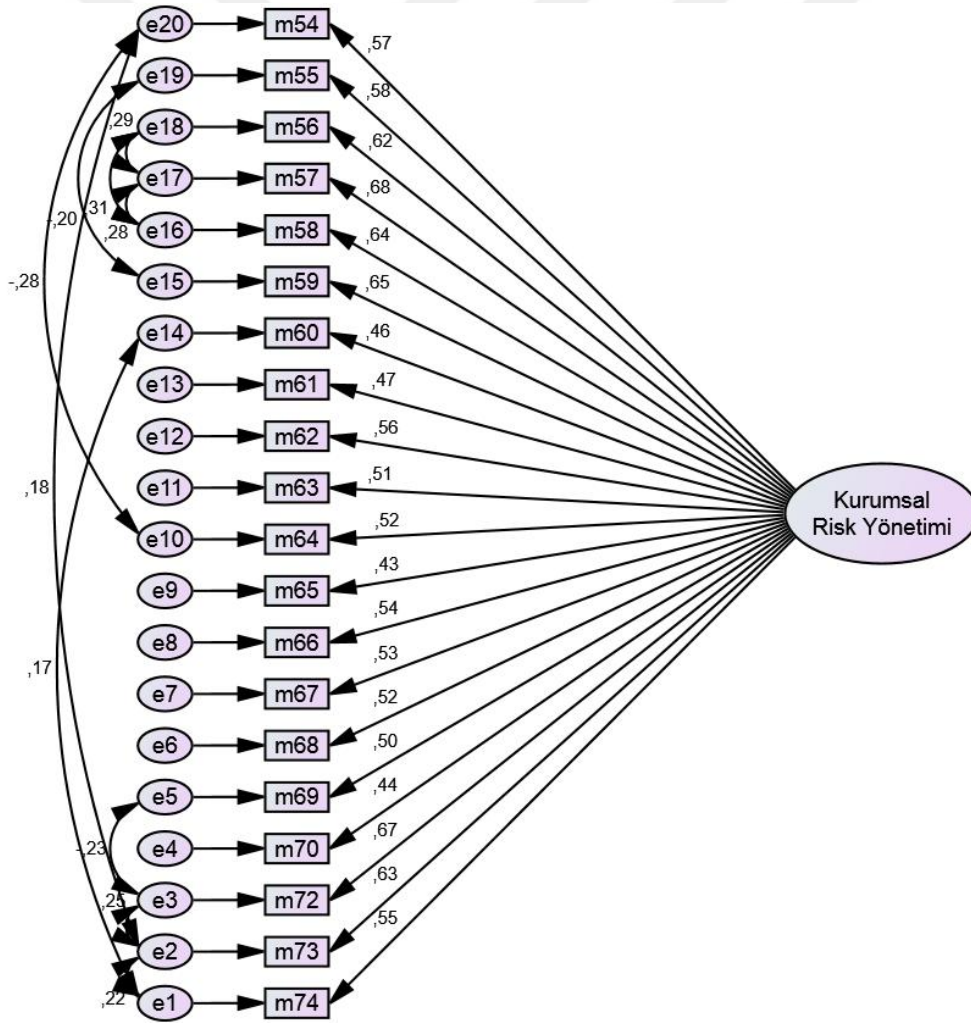 e20 m54 ,57
e19 m55 ,58
,29 e18 m56 ,62
e17 m57 ,68
-,20 ,31 ,28 e16 m58 ,64
-,28 e15 m59 ,65
e14 m60 ,46
e13 m61 ,47
e12 m62 ,56
,18 e11 m63 ,51
Kurumsal
Risk Yönetimi
e10 m64 ,52
e9 m65 ,43
,17 e8 m66 ,54
e7 m67 ,53
e6 m68 ,52
e5 m69 ,50
-,23 e4 m70 ,44
,25 e3 m72 ,67
e2 m73 ,63
,22 e1 m74 ,55